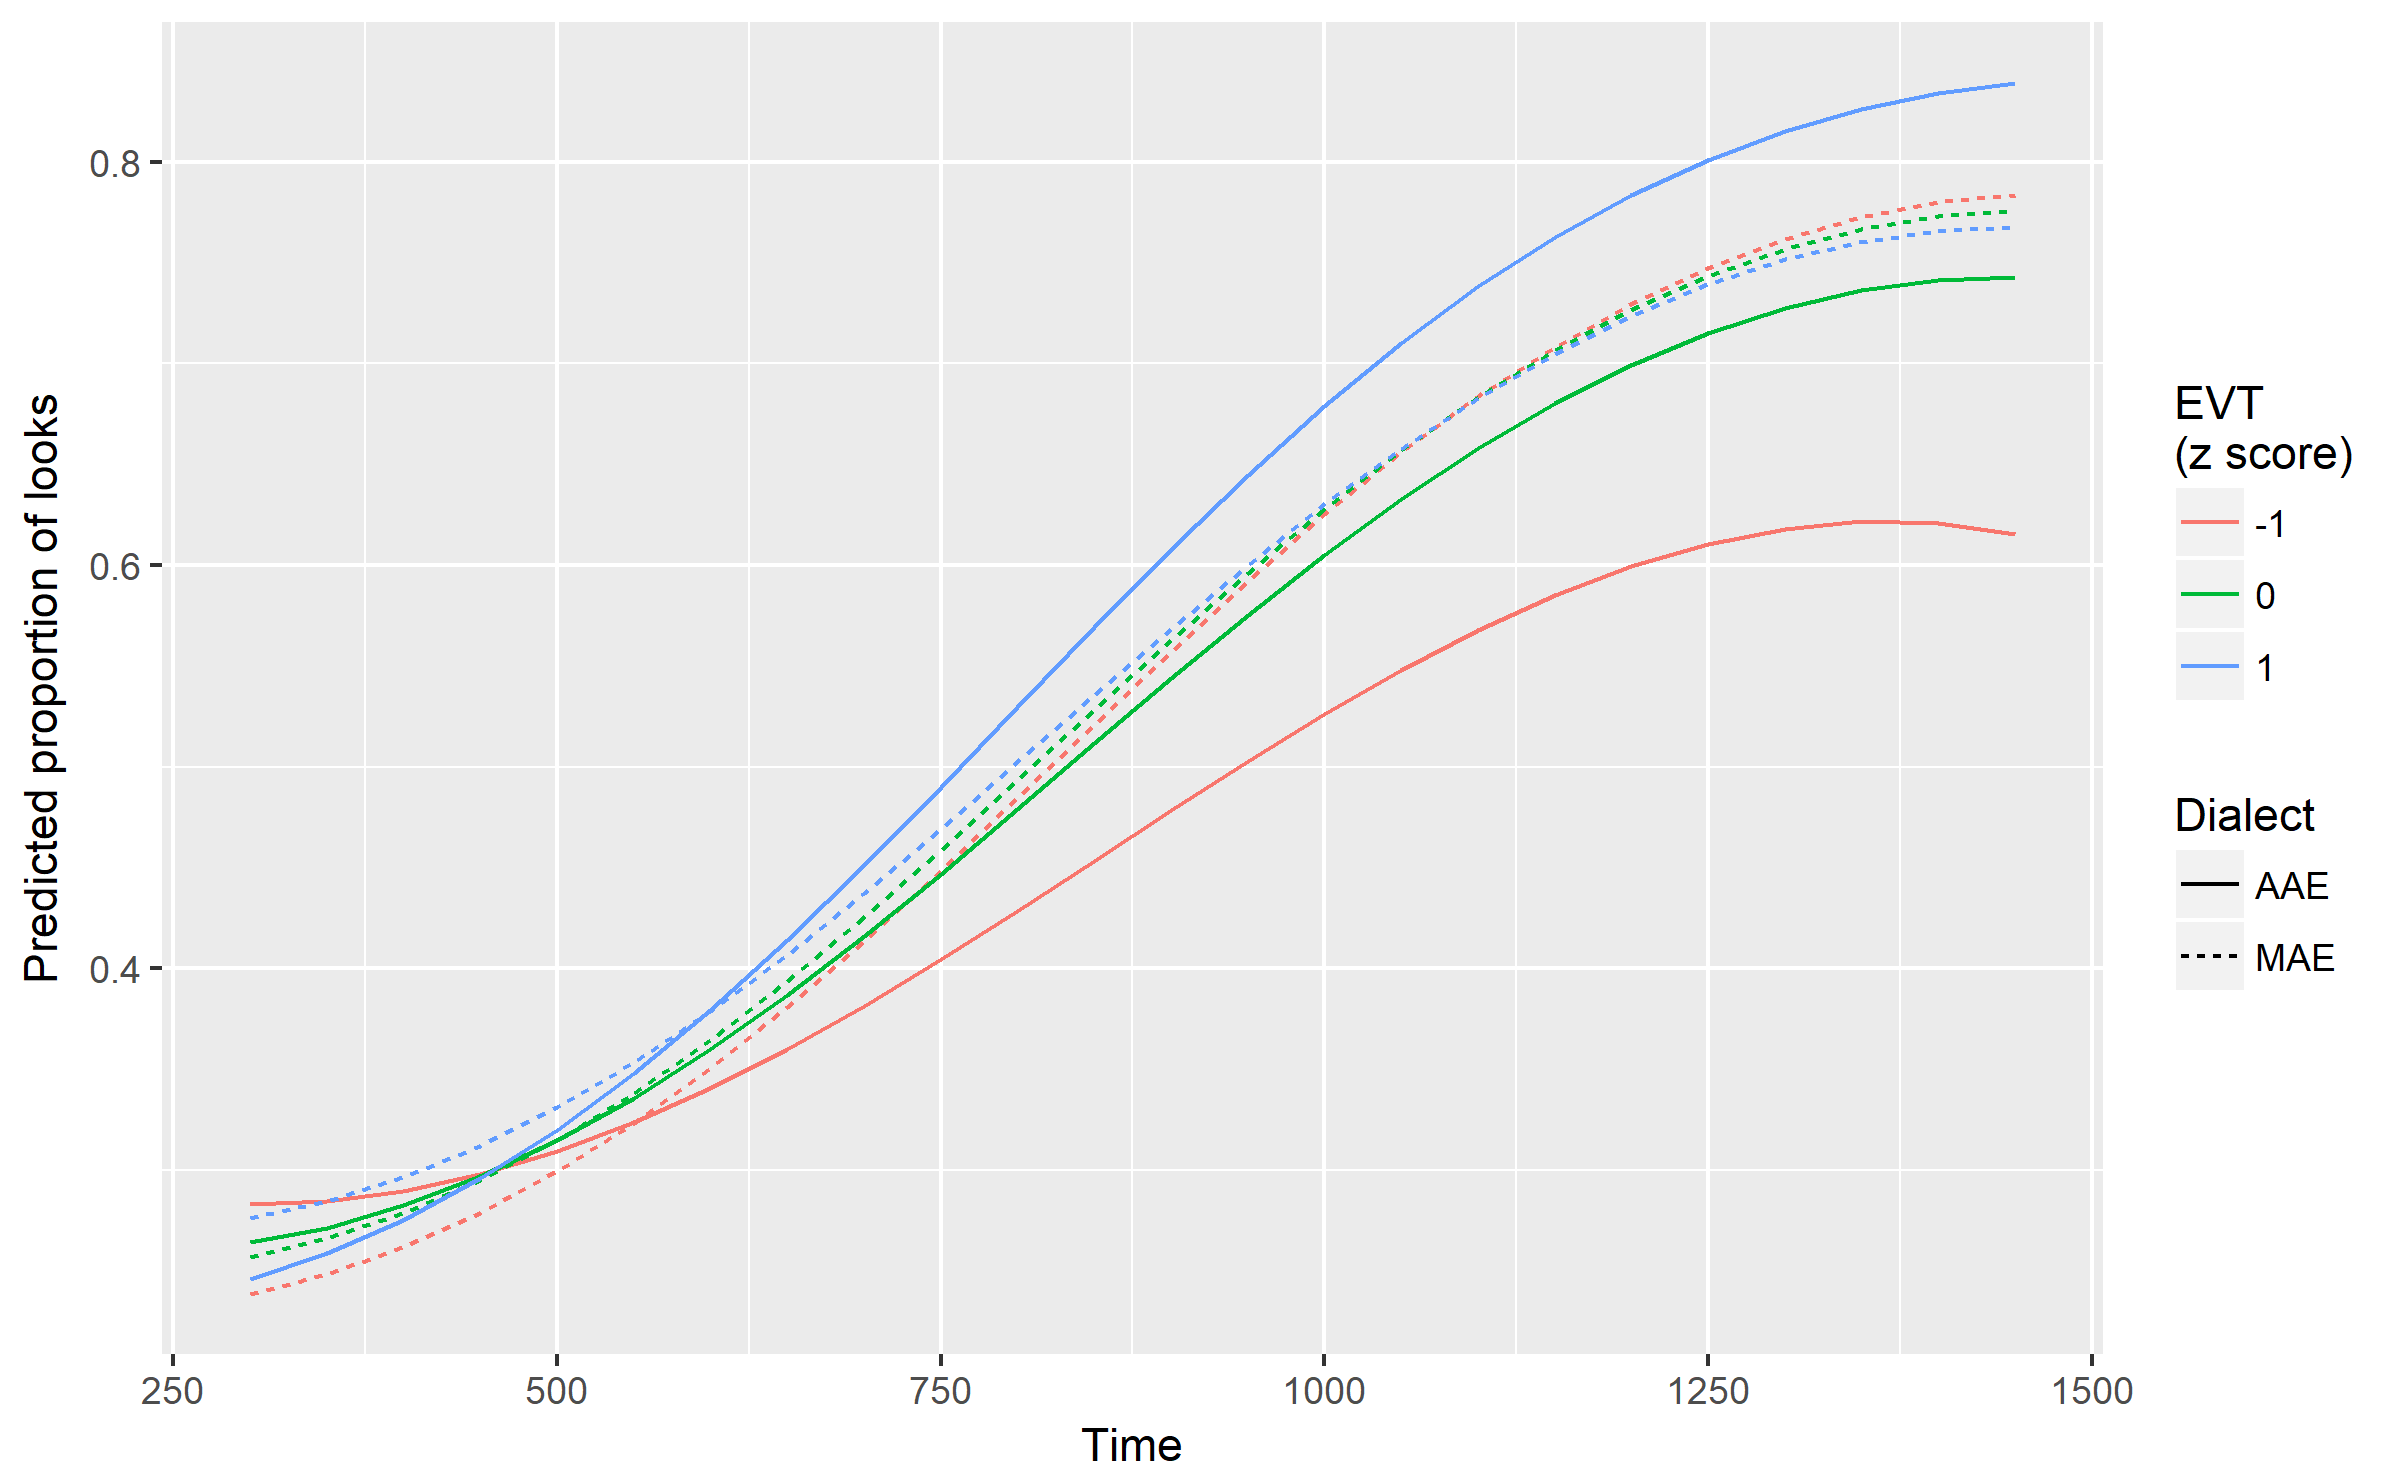 0.8
0.6
0.4
Predicted proportion of looks
250 500 750 1000 1250 1500
Time
EVT
(z score)
-1
0
1
Dialect
AAE
MAE